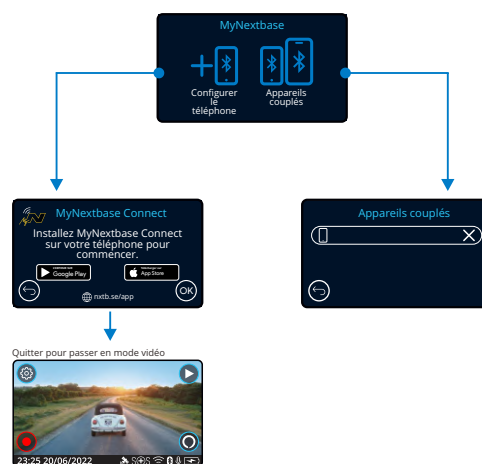 MyNextbase
Configurer
le
téléphone
Appareils
couplés
MyNextbase Connect
Installez MyNextbase Connect
sur votre téléphone pour
commencer.
Google Play
App Store
OK
nxtb.se/app
Appareils couplés
Quitter pour passer en mode vidéo
23:25 20/06/2022
SOS